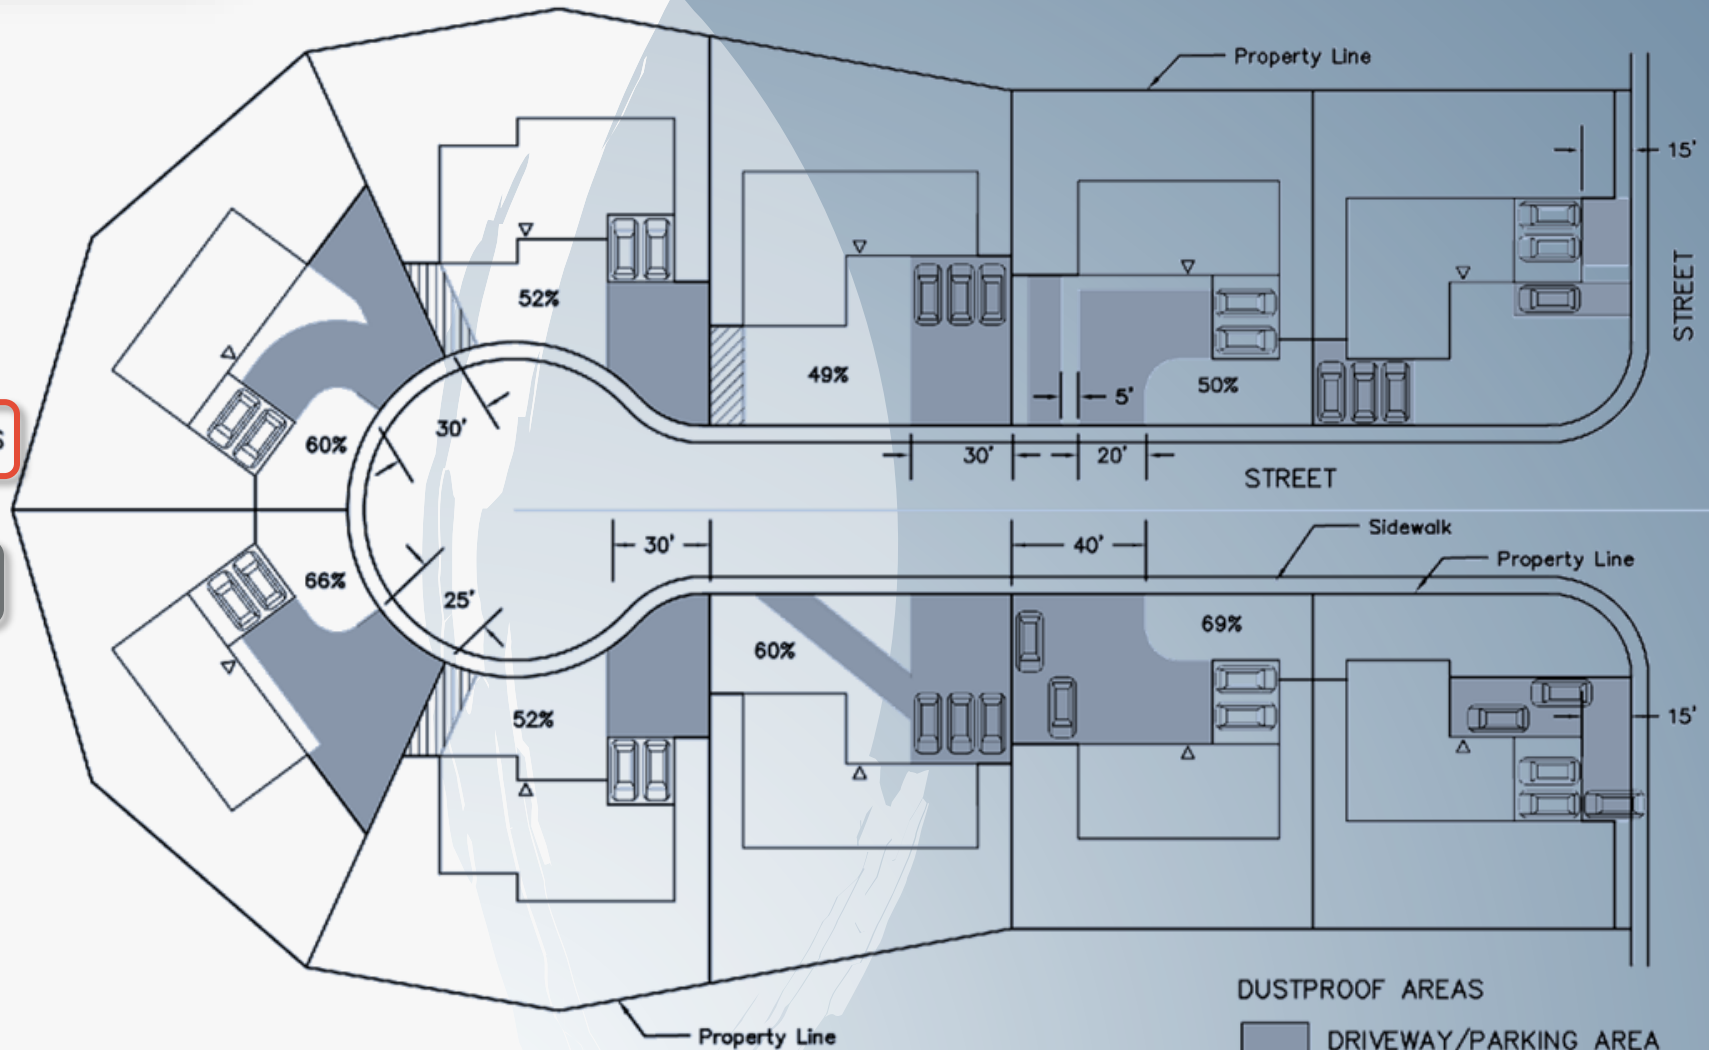 Property Line
15'
STREET
52%
49%
50%
5'
30'
60%
30'
20'
STREET
S
Sidewalk
Property Line
30'
40'
66%
25'
69%
60%
52%
15'
DUSTPROOF AREAS
DRIVEWAY/PARKING AREA
Property Line